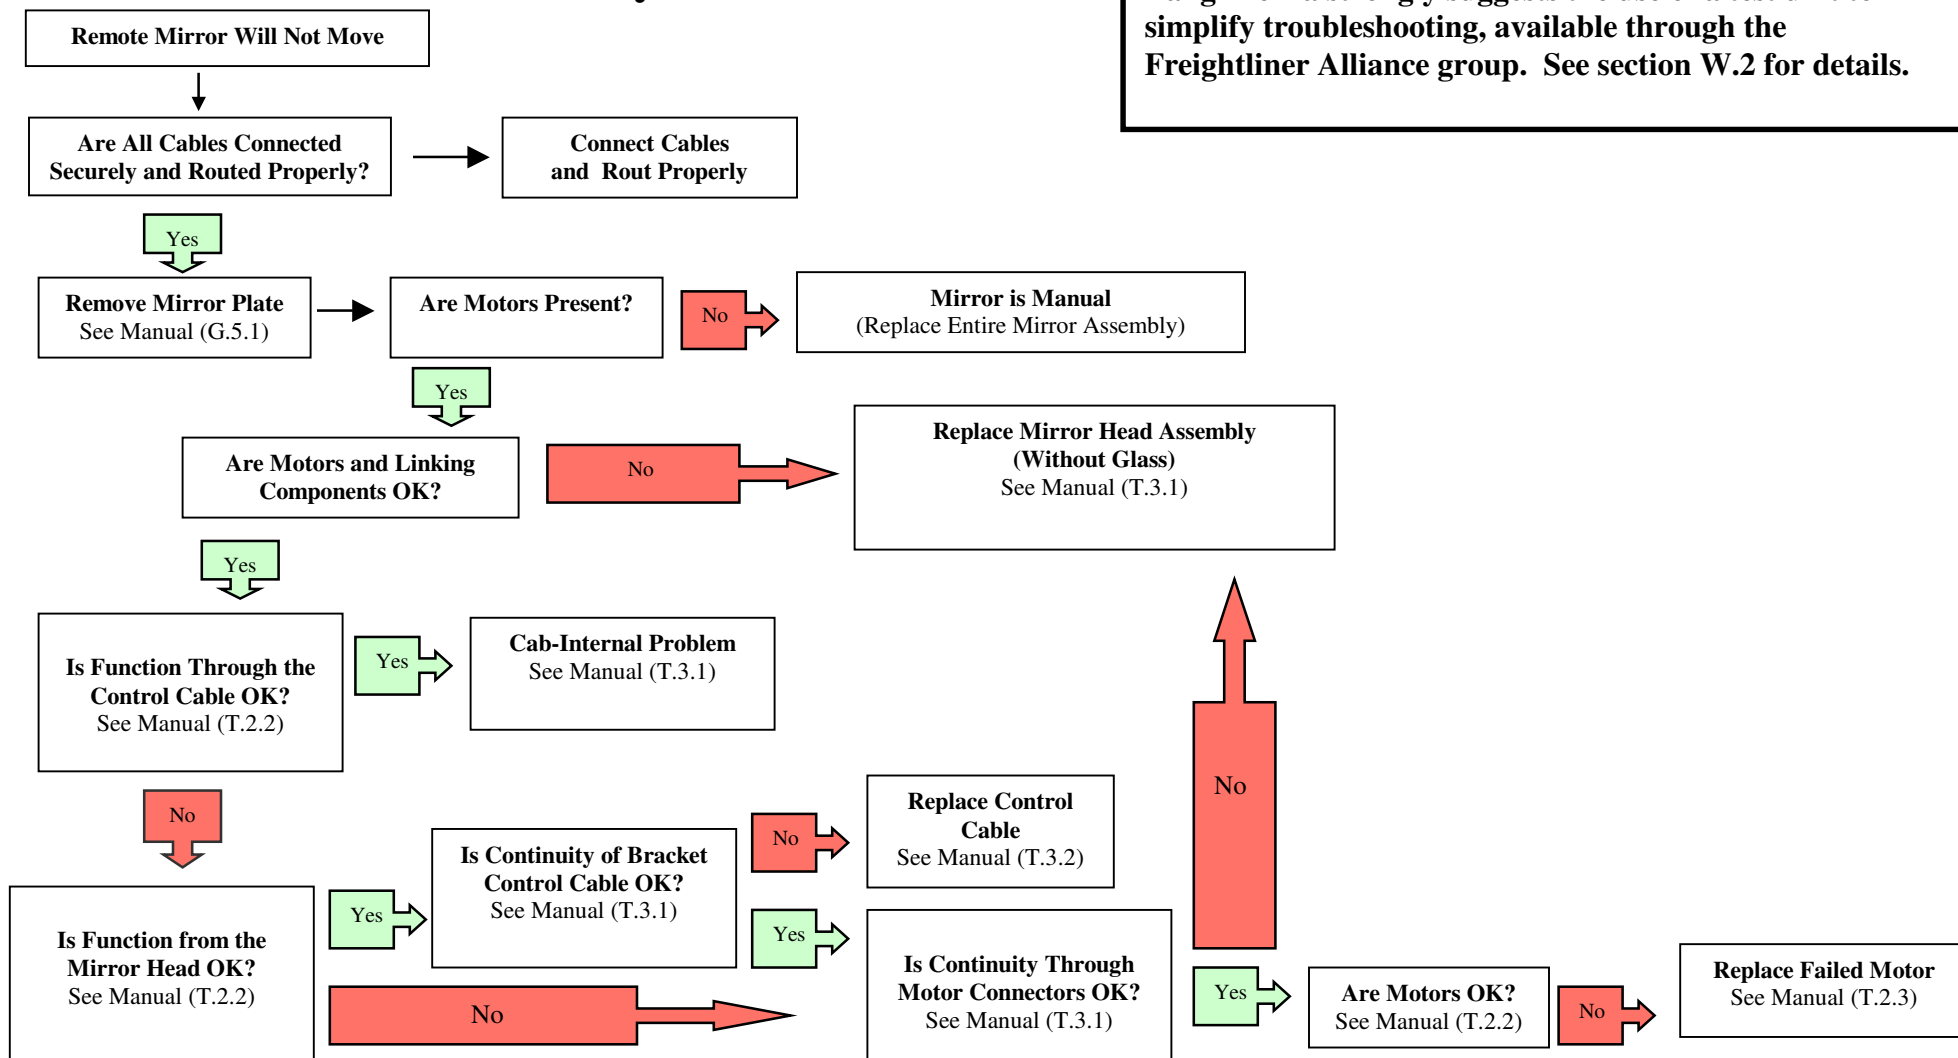 simplify troubleshooting, available through the
Freightliner Alliance group. See section W.2 for details.
Remote Mirror Will Not Move
Are All Cables Connected
Securely and Routed Properly?
Connect Cables
and Rout Properly
Yes
Remove Mirror Plate
See Manual (G.5.1)
Are Motors Present?
No
Mirror is Manual
(Replace Entire Mirror Assembly)
Yes
Are Motors and Linking
Components OK?
No
Replace Mirror Head Assembly
(Without Glass)
See Manual (T.3.1)
Yes
Is Function Through the
Control Cable OK?
See Manual (T.2.2)
Yes
Cab-Internal Problem
See Manual (T.3.1)
No
Is Function from the
Mirror Head OK?
See Manual (T.2.2)
Yes
Is Continuity of Bracket
Control Cable OK?
See Manual (T.3.1)
No
Replace Control
Cable
See Manual (T.3.2)
Yes
No
Is Continuity Through
Motor Connectors OK?
See Manual (T.3.1)
No
Yes
Are Motors OK?
See Manual (T.2.2)
No
Replace Failed Motor
See Manual (T.2.3)